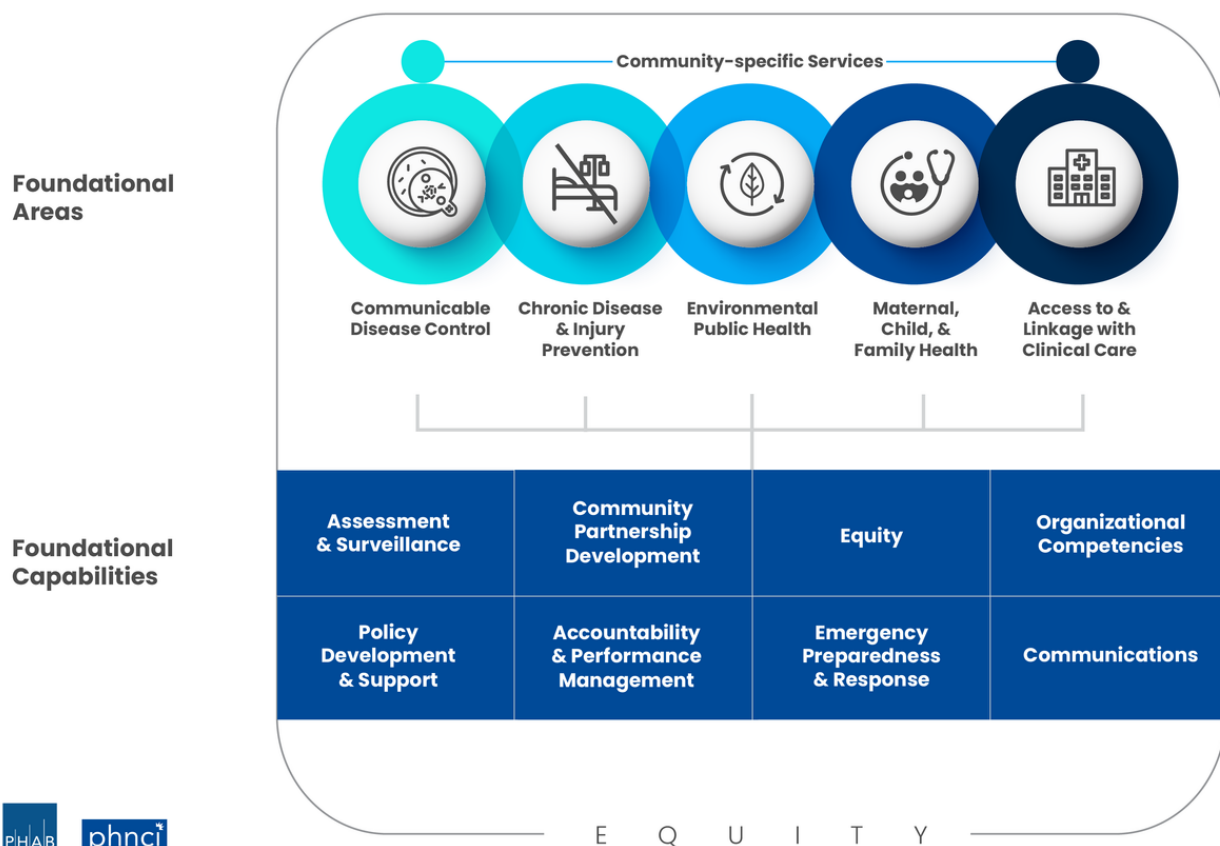 Community-specific Services
Foundational
Areas
Communicable
Disease Control
Chronic Disease
& Injury
Prevention
Environmental
Public Health
Maternal,
Child, &
Family Health
Access to &
Linkage with
Clinical Care
Foundational
Capabilities
Assessment
& Surveillance
Community
Partnership
Development
Equity
Organizational
Competencies
Policy
Development
& Support
Accountability
& Performance
Management
Emergency
Preparedness
& Response
Communications
PHAB
phnci
EQUITY